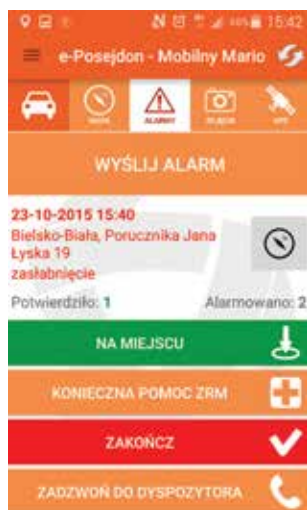 15:42
e-Posejdon - Mobilny Mario
ALARMY
WYŚLIJ ALARM
23-10-2015 15:40
Bielsko-Biała, Porucznika Jana
Łyska 19
zasłabnięcie
Potwierdziło: 1 Alarmowano: 2
NA MIEJSCU
KONIECZNA POMOC ZRM
ZAKOŃCZ
ZADZWOŃ DO DYSPOZYTORA